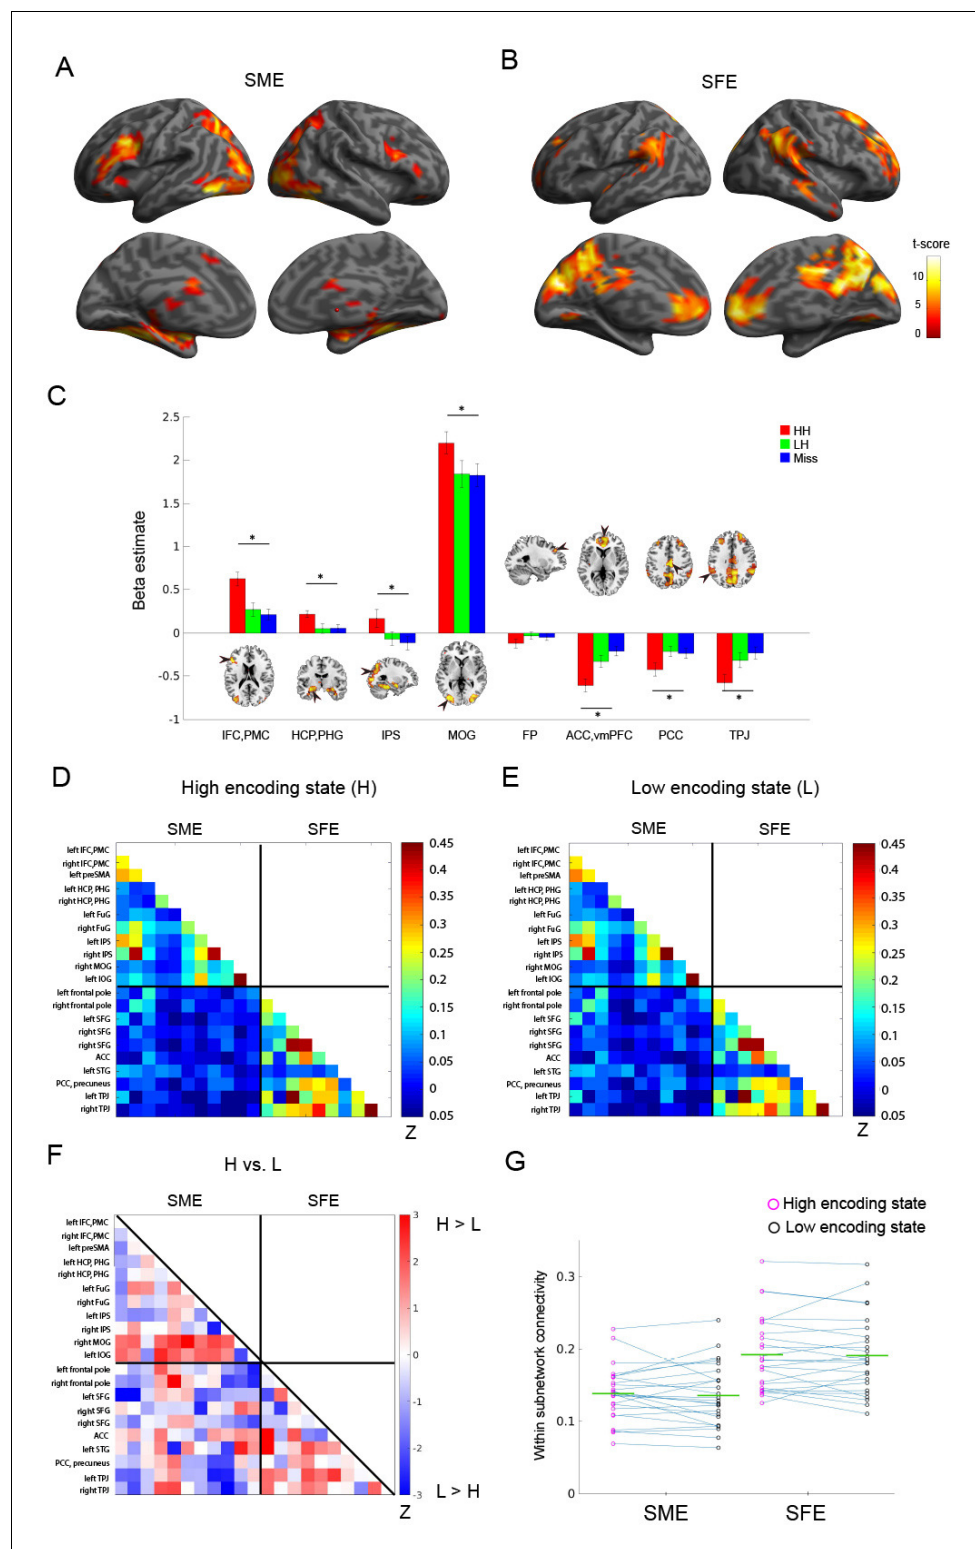 A
SME
B
SFE
t-score
10
5
0
C
2.5
2
1.5
1
0.5
0
-0.5
-1
Beta estimate
*
*
*
*
*
*
*
HH
LH
Miss
IFC,PMC
HCP,PHG
IPS
MOG
FP
ACC,vmPFC
PCC
TPJ
D
High encoding state (H)
SME
SFE
left IFC,PMC
right IFC,PMC
left preSMA
left HCP, PHG
right HCP, PHG
left FuG
right FuG
left IPS
right IPS
right MOG
left IOG
left frontal pole
right frontal pole
left SFG
right SFG
right SFG
ACC
left STG
PCC, precuneus
left TPJ
right TPJ
0.45
0.4
0.35
0.3
0.25
0.2
0.15
0.1
0.05
0
0.05
Z
E
Low encoding state (L)
SME
SFE
left IFC,PMC
right IFC,PMC
left preSMA
left HCP, PHG
right HCP, PHG
left FuG
right FuG
left IPS
right IPS
right MOG
left IOG
left frontal pole
right frontal pole
left SFG
right SFG
right SFG
ACC
left STG
PCC, precuneus
left TPJ
right TPJ
0.45
0.4
0.35
0.3
0.25
0.2
0.15
0.1
0.05
0
0.05
Z
F
H vs. L
SME
SFE
left IFC,PMC
right IFC,PMC
left preSMA
left HCP, PHG
right HCP, PHG
left FuG
right FuG
left IPS
right IPS
right MOG
left IOG
left frontal pole
right frontal pole
left SFG
right SFG
right SFG
ACC
left STG
PCC, precuneus
left TPJ
right TPJ
3
2
1
0
-1
-2
-3
H > L
L > H
Z
G
High encoding state
Low encoding state
Within subnetwork connectivity
0.3
0.2
0.1
0
SME
SFE